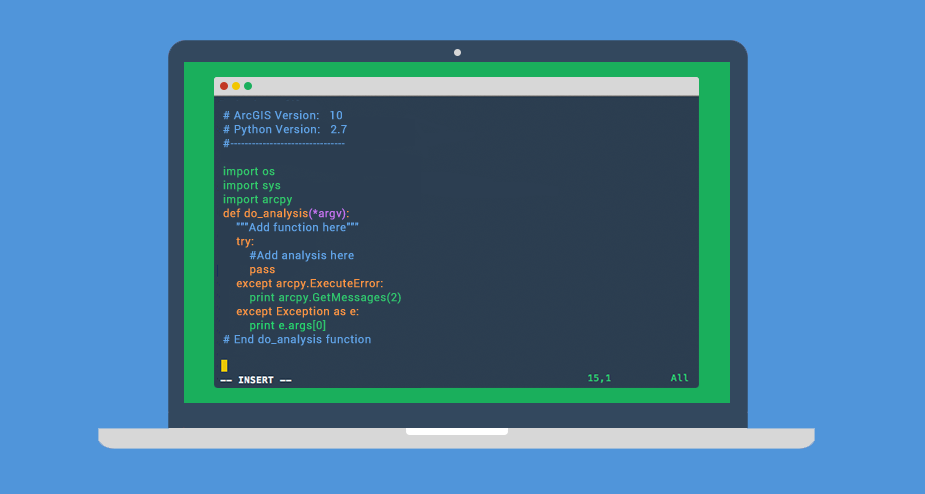 # ArcGIS Version:   10
# Python Version:   2.7
#--------------------------------
import os
import sys
import arcpy
def do_analysis(*argv):
"""Add function here"""
try:
#Add analysis here
pass
except arcpy.ExecuteError:
print arcpy.GetMessages(2)
except Exception as e:
print e.args[0]
# End do_analysis function
-- INSERT -- 15,1 All